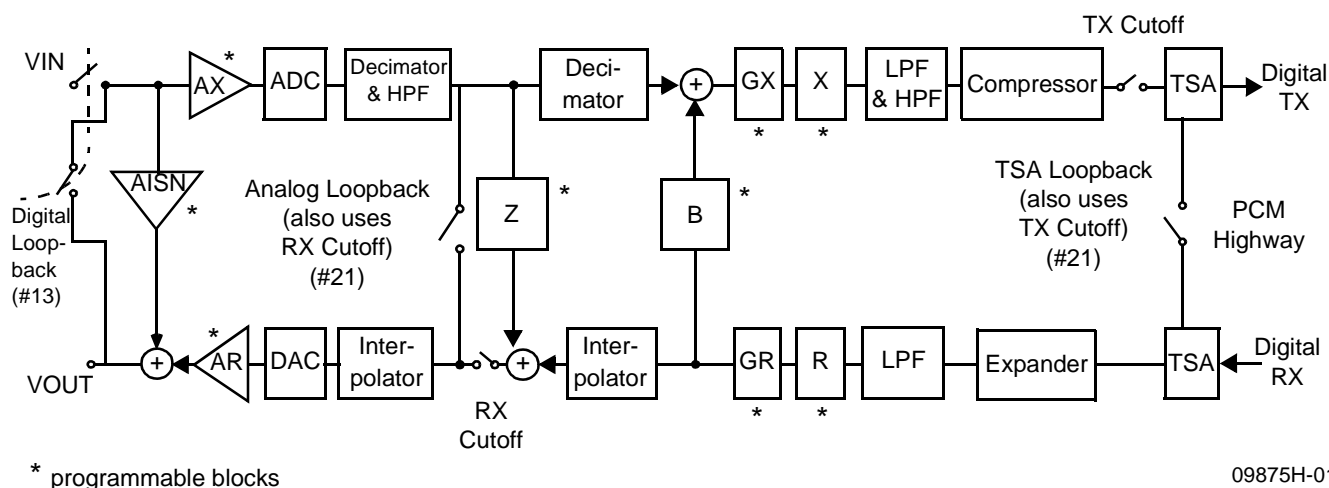 TX Cutoff
VIN
*
AX
ADC
Decimator
& HPF
Deci-
mator
+
GX
*
X
*
LPF
& HPF
Compressor
TSA
Digital
TX
AISN
*
Digital
Loop-
back
(#13)
Analog Loopback
(also uses
RX Cutoff)
(#21)
Z
*
B
*
TSA Loopback
(also uses
TX Cutoff)
(#21)
PCM
Highway
VOUT
+
*
AR
DAC
Inter-
polator
RX
Cutoff
+
Inter-
polator
GR
*
R
*
LPF
Expander
TSA
Digital
RX
* programmable blocks
09875H-01